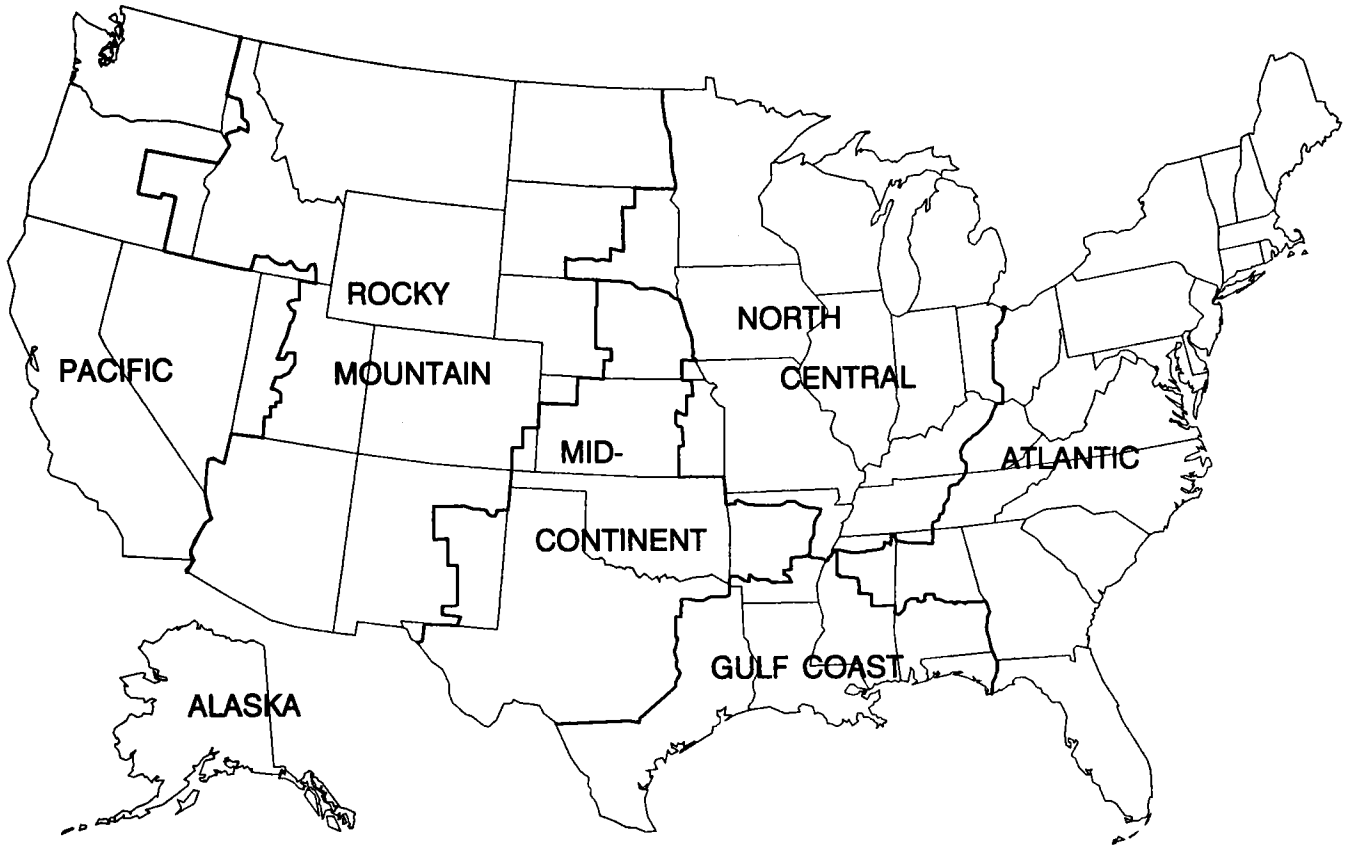 ROCKY
MOUNTAIN
PACIFIC
NORTH
CENTRAL
MID-
CONTINENT
ATLANTIC
GULF COAST
ALASKA